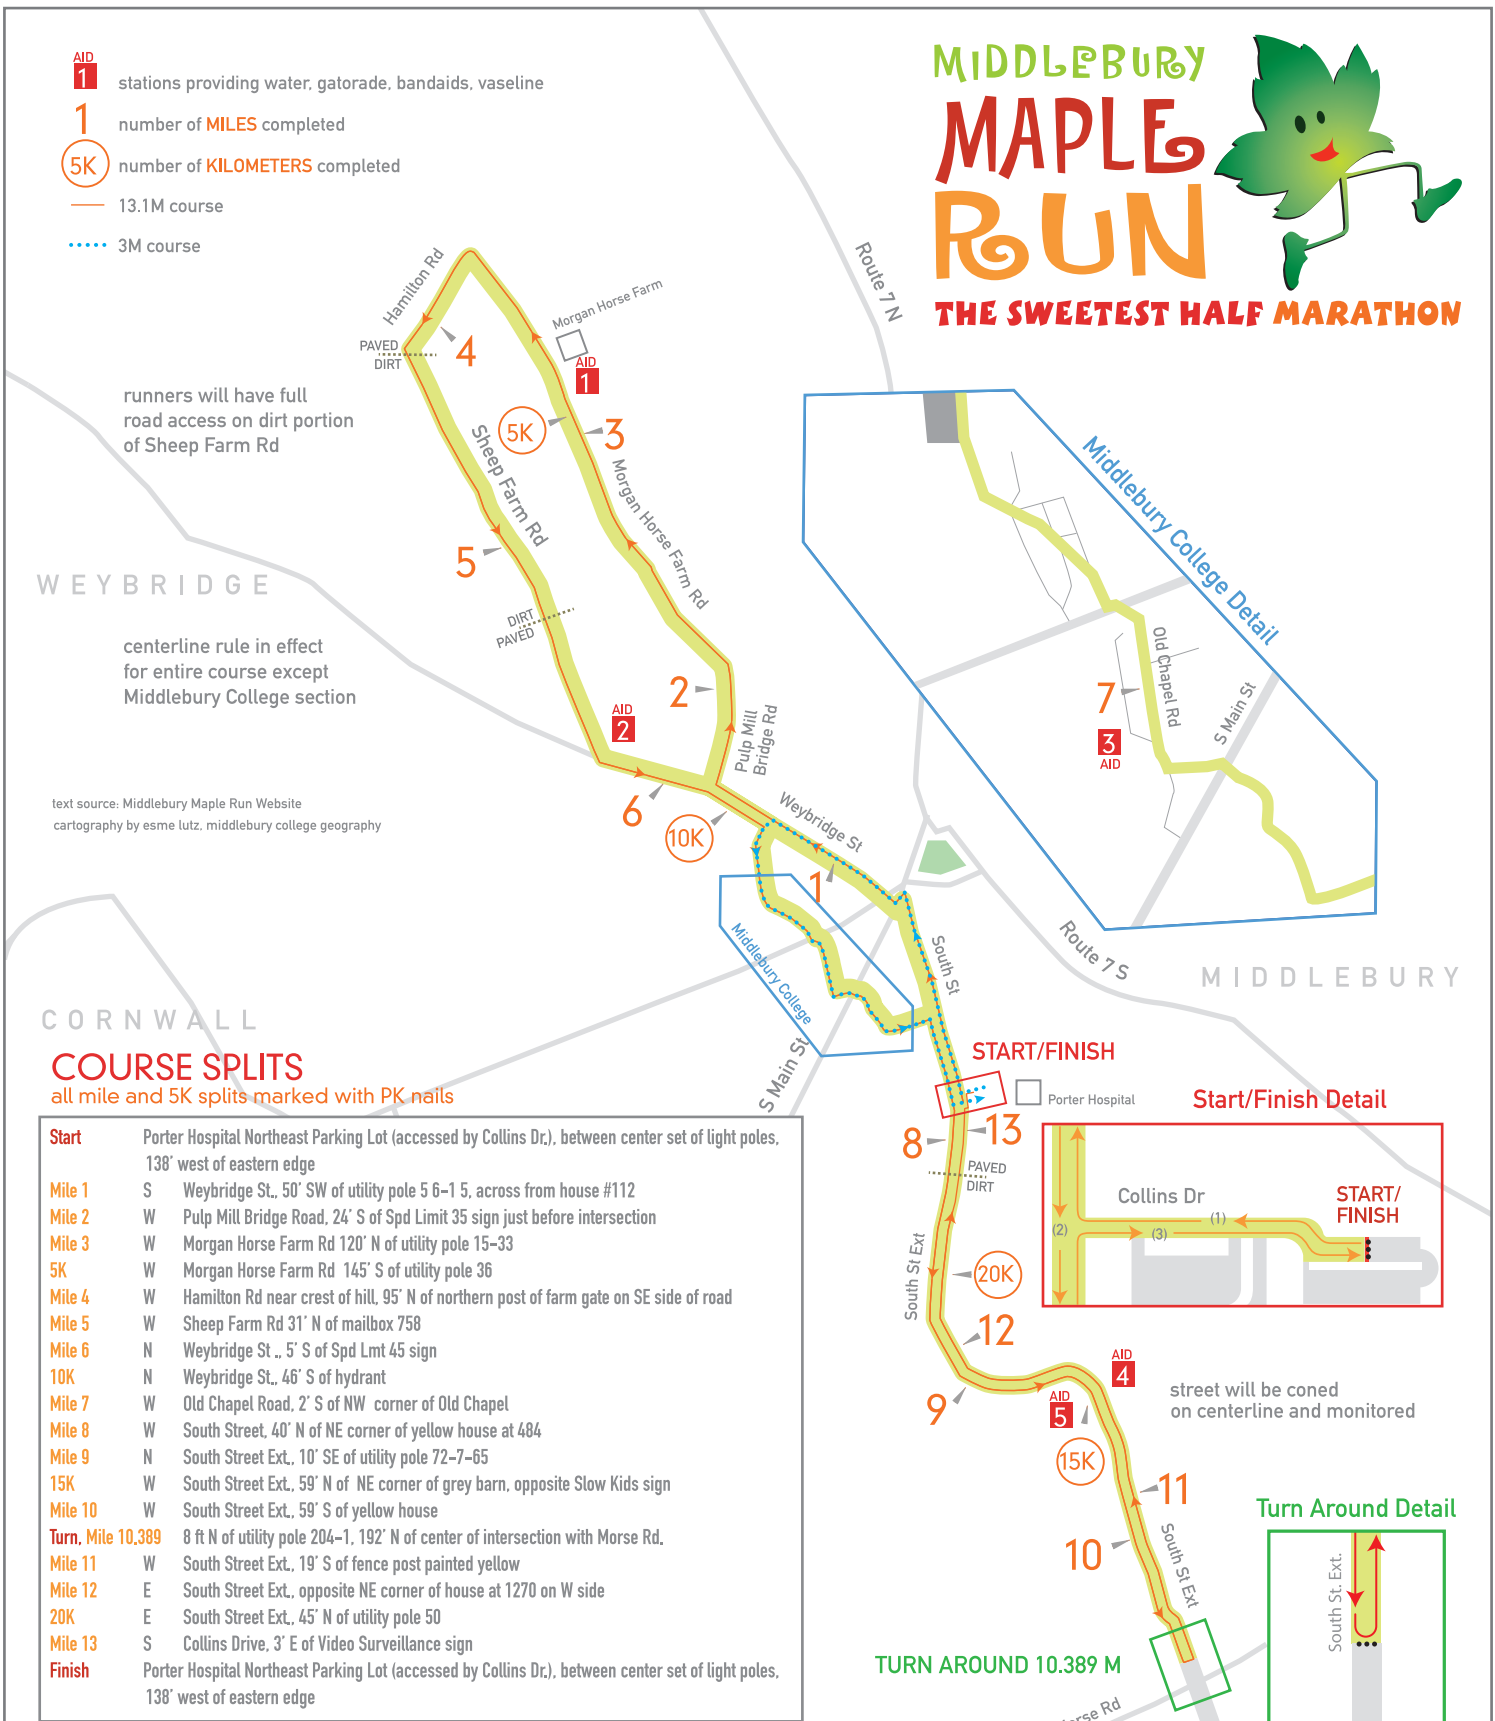 AID
1
stations providing water, gatorade, bandaids, vaseline
1
number of MILES completed
5K
number of KILOMETERS completed
13.1M course
3M course
MIDDLEBURY
MAPLE
RUN
THE SWEETEST HALF MARATHON
Route 7 N
Hamilton Rd
Morgan Horse Farm
PAVED
DIRT
4
AID
1
runners will have full
road access on dirt portion
of Sheep Farm Rd
5K
3
Sheep Farm Rd
Morgan Horse Farm Rd
5
WEYBRIDGE
DIRT
PAVED
centerline rule in effect
for entire course except
Middlebury College section
2
AID
2
Pulp Mill
Bridge Rd
6
10K
Weybridge St
1
text source: Middlebury Maple Run Website
cartography by esme lutz, middlebury college geography
Middlebury College Detail
Old Chapel Rd
7
3
AID
S Main St
Middlebury College
South St
Route 7 S
MIDDLEBURY
CORNWALL
S Main St
START/FINISH
Porter Hospital
8
13
PAVED
DIRT
South St Ext
20K
12
9
AID
4
AID
5
15K
11
10
South St Ext
TURN AROUND 10.389 M
street will be coned
on centerline and monitored
Start/Finish Detail
Collins Dr
START/
FINISH
(1)
(2)
(3)
Turn Around Detail
South St. Ext.
COURSE SPLITS
all mile and 5K splits marked with PK nails
Start Porter Hospital Northeast Parking Lot (accessed by Collins Dr.), between center set of light poles,
138' west of eastern edge
Mile 1 S Weybridge St., 50' SW of utility pole 5 6-1 5, across from house #112
Mile 2 W Pulp Mill Bridge Road, 24' S of Spd Limit 35 sign just before intersection
Mile 3 W Morgan Horse Farm Rd 120' N of utility pole 15-33
5K W Morgan Horse Farm Rd 145' S of utility pole 36
Mile 4 W Hamilton Rd near crest of hill, 95' N of northern post of farm gate on SE side of road
Mile 5 W Sheep Farm Rd 31' N of mailbox 758
Mile 6 N Weybridge St ., 5' S of Spd Lmt 45 sign
10K N Weybridge St., 46' S of hydrant
Mile 7 W Old Chapel Road, 2' S of NW corner of Old Chapel
Mile 8 W South Street, 40' N of NE corner of yellow house at 484
Mile 9 N South Street Ext., 10' SE of utility pole 72-7-65
15K W South Street Ext., 59' N of NE corner of grey barn, opposite Slow Kids sign
Mile 10 W South Street Ext., 59' S of yellow house
Turn, Mile 10.389 8 ft N of utility pole 204-1, 192' N of center of intersection with Morse Rd.
Mile 11 W South Street Ext., 19' S of fence post painted yellow
Mile 12 E South Street Ext., opposite NE corner of house at 1270 on W side
20K E South Street Ext., 45' N of utility pole 50
Mile 13 S Collins Drive, 3' E of Video Surveillance sign
Finish Porter Hospital Northeast Parking Lot (accessed by Collins Dr.), between center set of light poles,
138' west of eastern edge